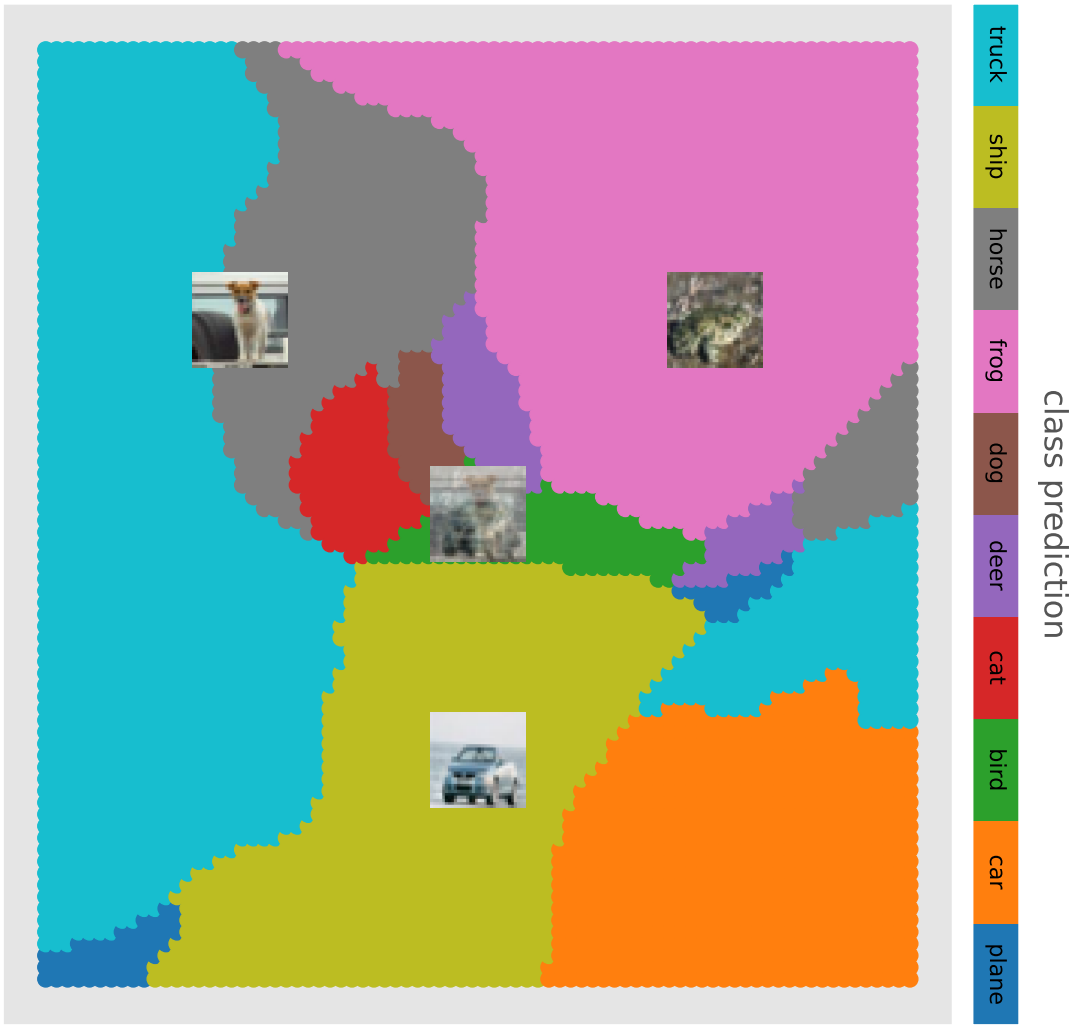 truck
ship
horse
frog
dog
deer
cat
bird
car
plane
class prediction